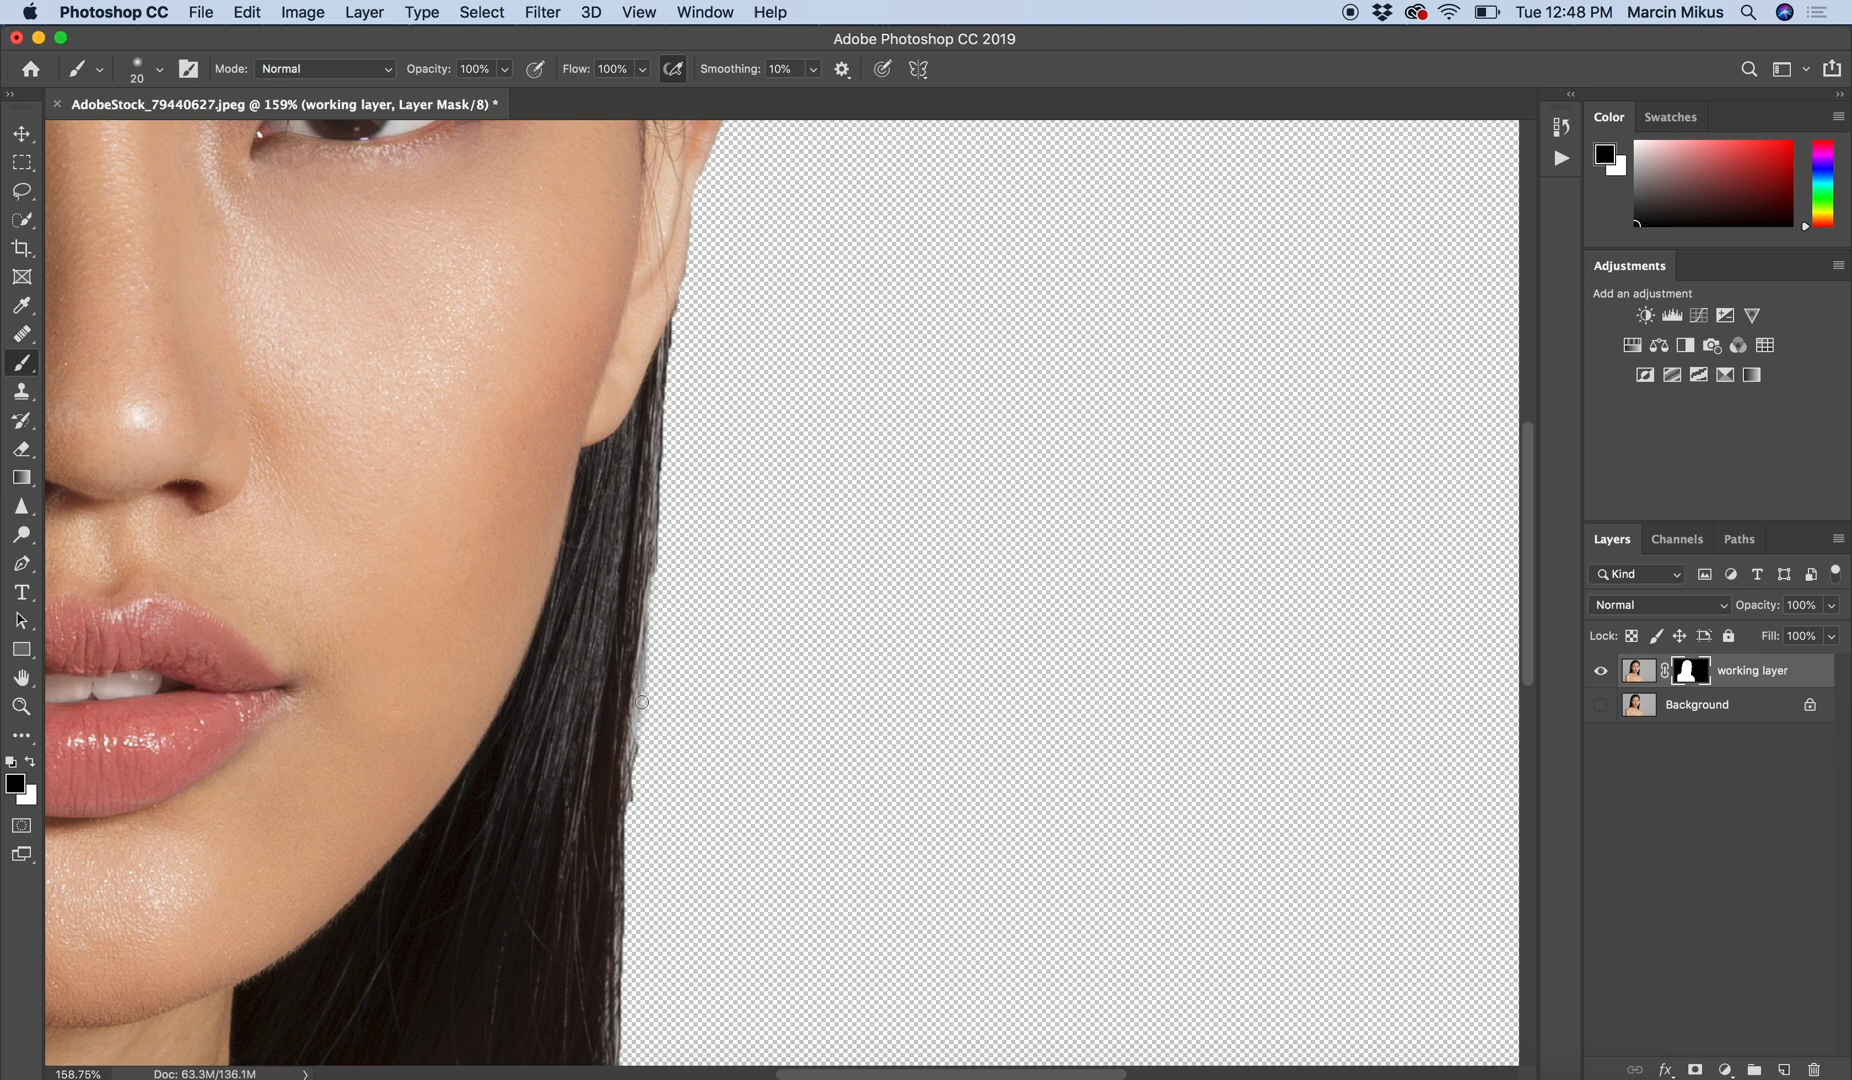 Photoshop CC File Edit Image Layer Type Select Filter 3D View Window Help Tue 12:48 PM Marcin Mikus
Adobe Photoshop CC 2019
20 Mode: Normal Opacity: 100% Flow: 100% Smoothing: 10%
AdobeStock_79440627.jpeg @ 159% (working layer, Layer Mask/8) *
Color Swatches
Adjustments
Add an adjustment
Layers Channels Paths
Kind
Normal Opacity: 100%
Lock: Fill: 100%
working layer
Background
fx
158.75% Doc: 63.3M/136.1M